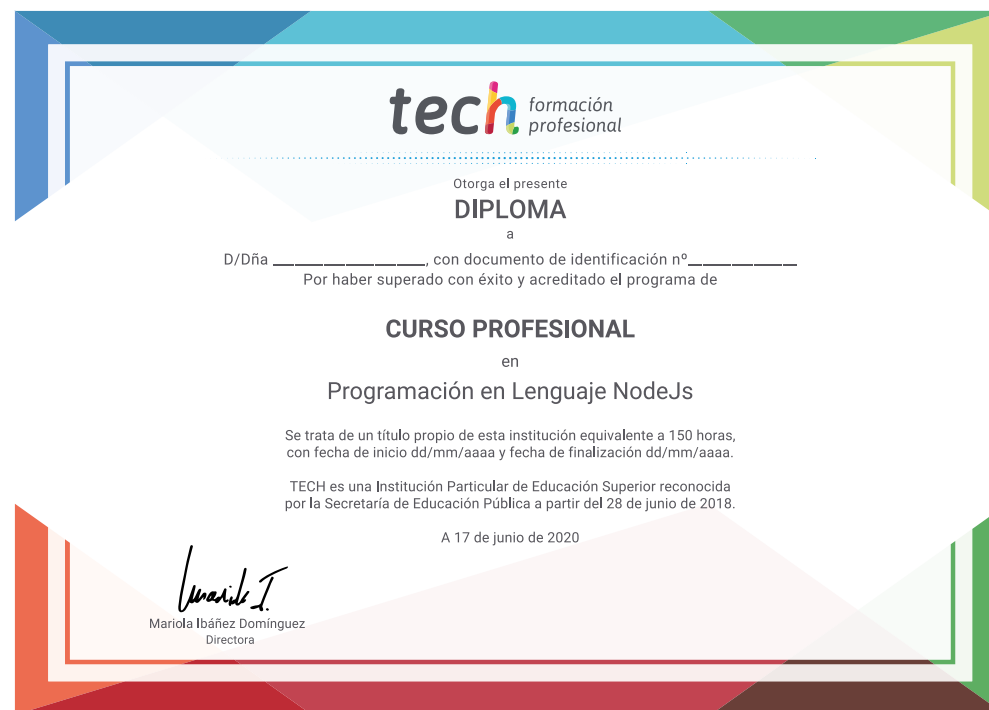 tech formación
profesional
Otorga el presente
DIPLOMA
a
D/Dña ____________________, con documento de identificación nº______________
Por haber superado con éxito y acreditado el programa de
CURSO PROFESIONAL
en
Programación en Lenguaje NodeJs
Se trata de un título propio de esta institución equivalente a 150 horas,
con fecha de inicio dd/mm/aaaa y fecha de finalización dd/mm/aaaa.
TECH es una Institución Particular de Educación Superior reconocida
por la Secretaría de Educación Pública a partir del 28 de junio de 2018.
A 17 de junio de 2020
Mariola Ibáñez Domínguez
Directora